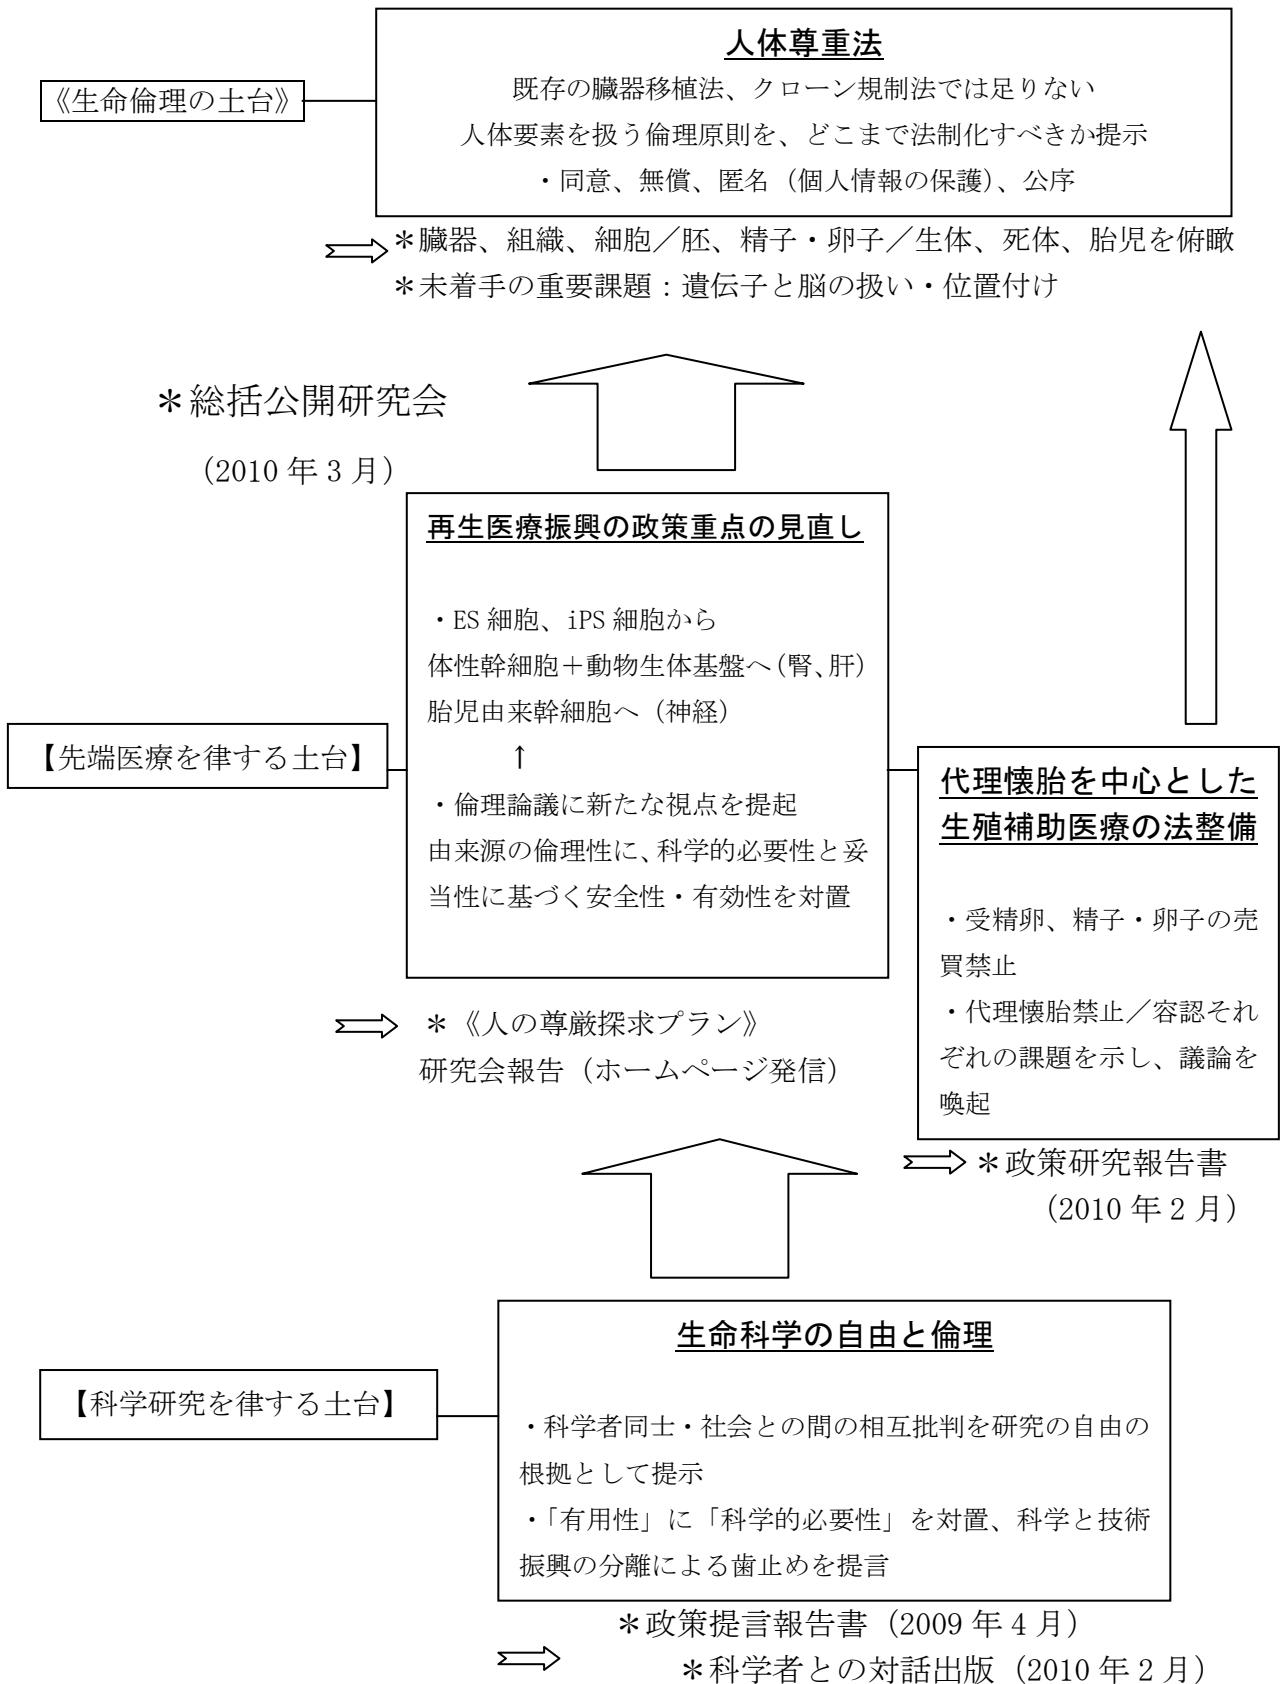 人体尊重法
《生命倫理の土台》
既存の臓器移植法、クローン規制法では足りない
人体要素を扱う倫理原則を、どこまで法制化すべきか提示
・同意、無償、匿名（個人情報の保護）、公序
＊臓器、組織、細胞／胚、精子・卵子／生体、死体、胎児を俯瞰
＊未着手の重要課題：遺伝子と脳の扱い・位置付け
＊総括公開研究会
（2010 年 3 月）
再生医療振興の政策重点の見直し
・ES 細胞、iPS 細胞から
体性幹細胞＋動物生体基盤へ（腎、肝）
胎児由来幹細胞へ（神経）
↑
・倫理論議に新たな視点を提起
由来源の倫理性に、科学的必要性と妥
当性に基づく安全性・有効性を対置
【先端医療を律する土台】
代理懐胎を中心とした
生殖補助医療の法整備
・受精卵、精子・卵子の売
買禁止
・代理懐胎禁止／容認それ
ぞれの課題を示し、議論を
喚起
＊《人の尊厳探求プラン》
研究会報告（ホームページ発信）
＊政策研究報告書
（2010 年 2 月）
生命科学の自由と倫理
【科学研究を律する土台】
・科学者同士・社会との間の相互批判を研究の自由の
根拠として提示
・「有用性」に「科学的必要性」を対置、科学と技術
振興の分離による歯止めを提言
＊政策提言報告書（2009 年 4 月）
＊科学者との対話出版（2010 年 2 月）